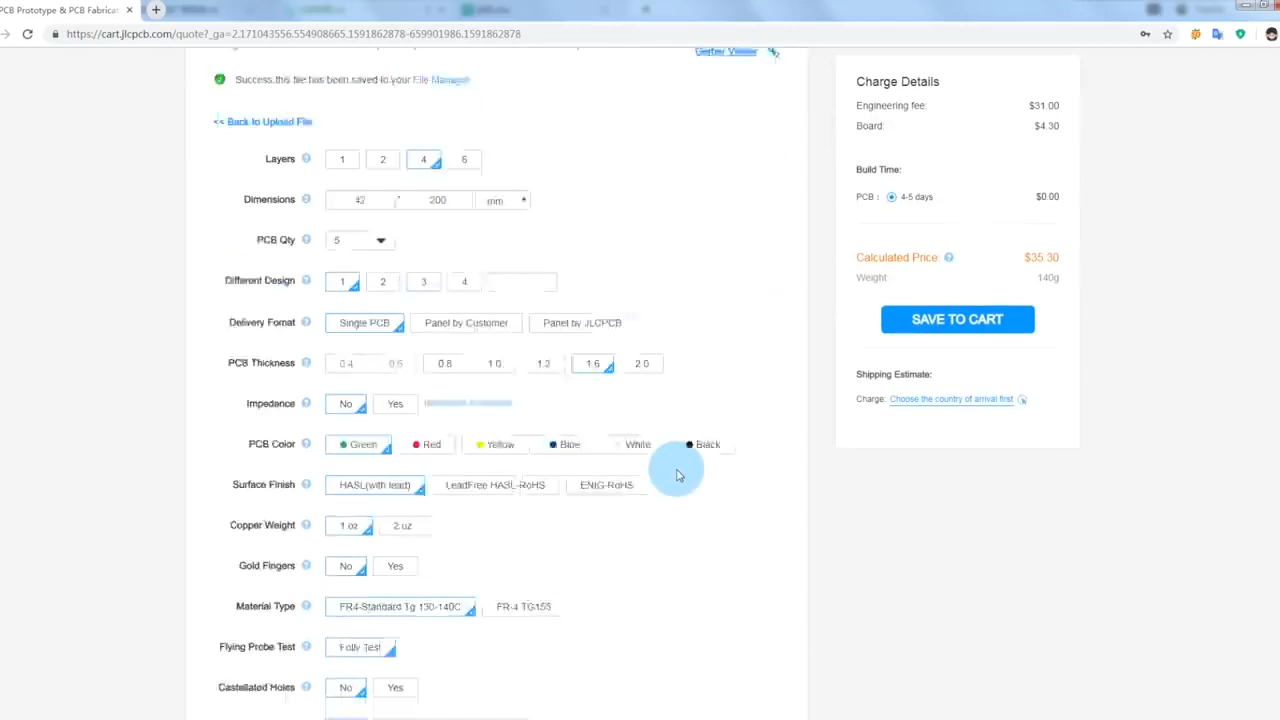 PCB Prototype & PCB Fabricat
https://cart.jlcpcb.com/quote?_ga=2.171043556.554908665.1591862878-659901986.1591862878
Gerber Viewer
Success,this file has been saved to your File Manager
<< Back to Upload File
Layers 1 2 4 6
Dimensions 42 * 200 mm
PCB Qty 5
Different Design 1 2 3 4
Delivery Format Single PCB Panel by Customer Panel by JLCPCB
PCB Thickness 0.4 0.6 0.8 1.0 1.2 1.6 2.0
Impedance No Yes
PCB Color Green Red Yellow Blue White Black
Surface Finish HASL(with lead) LeadFree HASL-RoHS ENIG-RoHS
Copper Weight 1 oz 2 oz
Gold Fingers No Yes
Material Type FR4-Standard Tg 130-140C FR-4 TG155
Flying Probe Test Fully Test
Castellated Holes No Yes
Charge Details
Engineering fee: $31.00
Board: $4.30
Build Time:
PCB : 4-5 days $0.00
Calculated Price: $35.30
Weight 140g
SAVE TO CART
Shipping Estimate:
Charge: Choose the country of arrival first